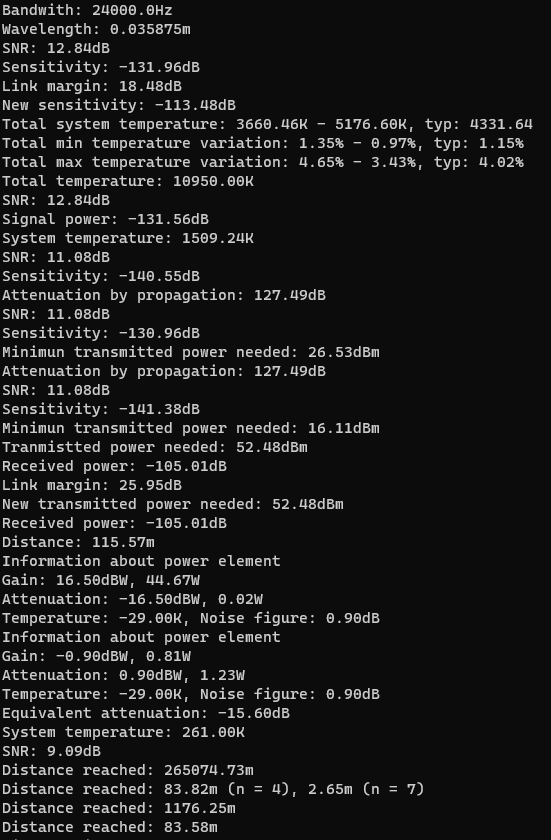 Bandwith: 24000.0Hz
Wavelength: 0.035875m
SNR: 12.84dB
Sensitivity: -131.96dB
Link margin: 18.48dB
New sensitivity: -113.48dB
Total system temperature: 3660.46K - 5176.60K, typ: 4331.64
Total min temperature variation: 1.35% - 0.97%, typ: 1.15%
Total max temperature variation: 4.65% - 3.43%, typ: 4.02%
Total temperature: 10950.00K
SNR: 12.84dB
Signal power: -131.56dB
System temperature: 1509.24K
SNR: 11.08dB
Sensitivity: -140.55dB
Attenuation by propagation: 127.49dB
SNR: 11.08dB
Sensitivity: -130.96dB
Minimun transmitted power needed: 26.53dBm
Attenuation by propagation: 127.49dB
SNR: 11.08dB
Sensitivity: -141.38dB
Minimun transmitted power needed: 16.11dBm
Tranmistted power needed: 52.48dBm
Received power: -105.01dB
Link margin: 25.95dB
New transmitted power needed: 52.48dBm
Received power: -105.01dB
Distance: 115.57m
Information about power element
Gain: 16.50dBW, 44.67W
Attenuation: -16.50dBW, 0.02W
Temperature: -29.00K, Noise figure: 0.90dB
Information about power element
Gain: -0.90dBW, 0.81W
Attenuation: 0.90dBW, 1.23W
Temperature: -29.00K, Noise figure: 0.90dB
Equivalent attenuation: -15.60dB
System temperature: 261.00K
SNR: 9.09dB
Distance reached: 265074.73m
Distance reached: 83.82m (n = 4), 2.65m (n = 7)
Distance reached: 1176.25m
Distance reached: 83.58m